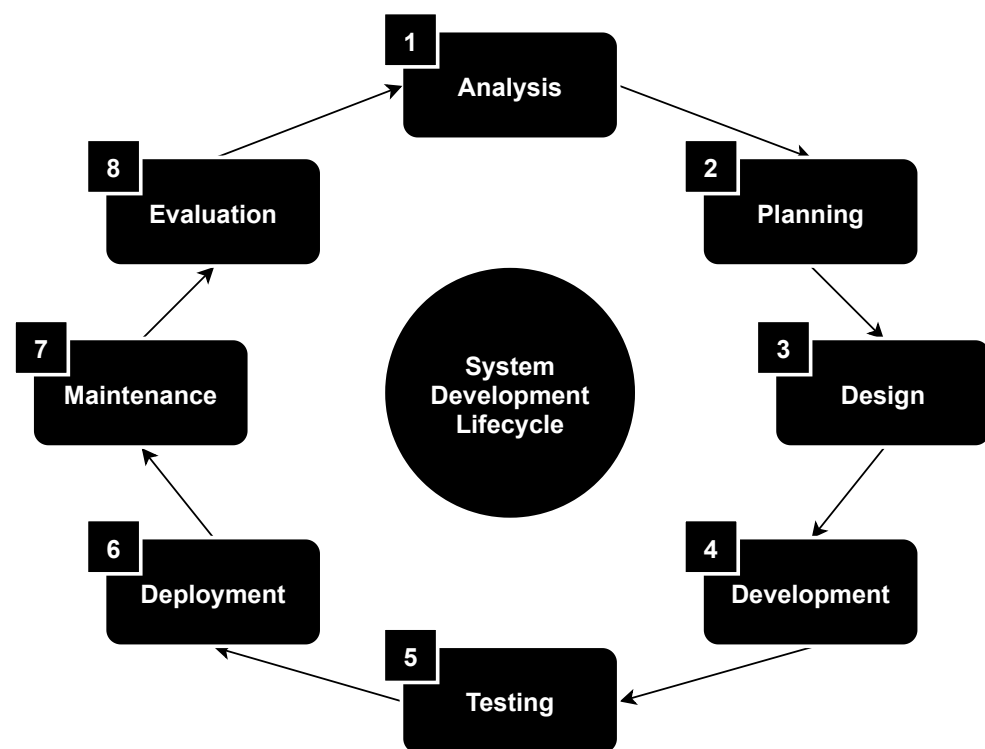 1
Analysis
2
Planning
3
Design
4
Development
5
Testing
6
Deployment
7
Maintenance
8
Evaluation
System
Development
Lifecycle